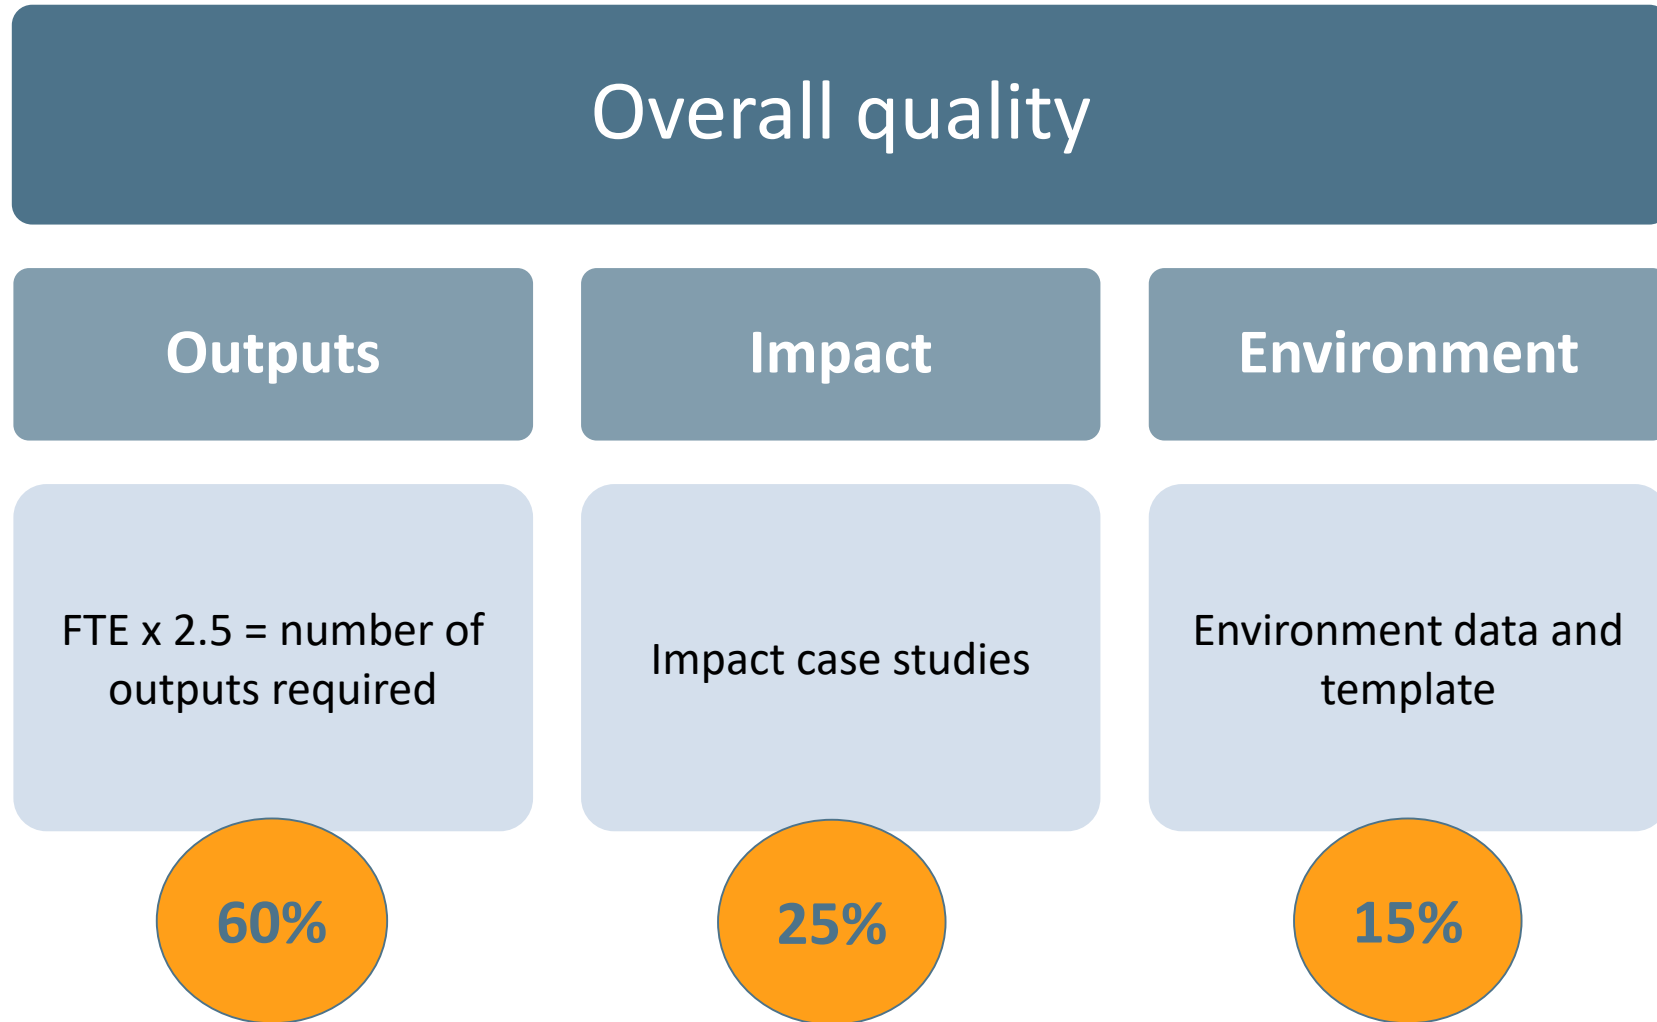 Overall quality
Outputs
Impact
Environment
FTE x 2.5 = number of
outputs required
Impact case studies
Environment data and
template
60%
25%
15%